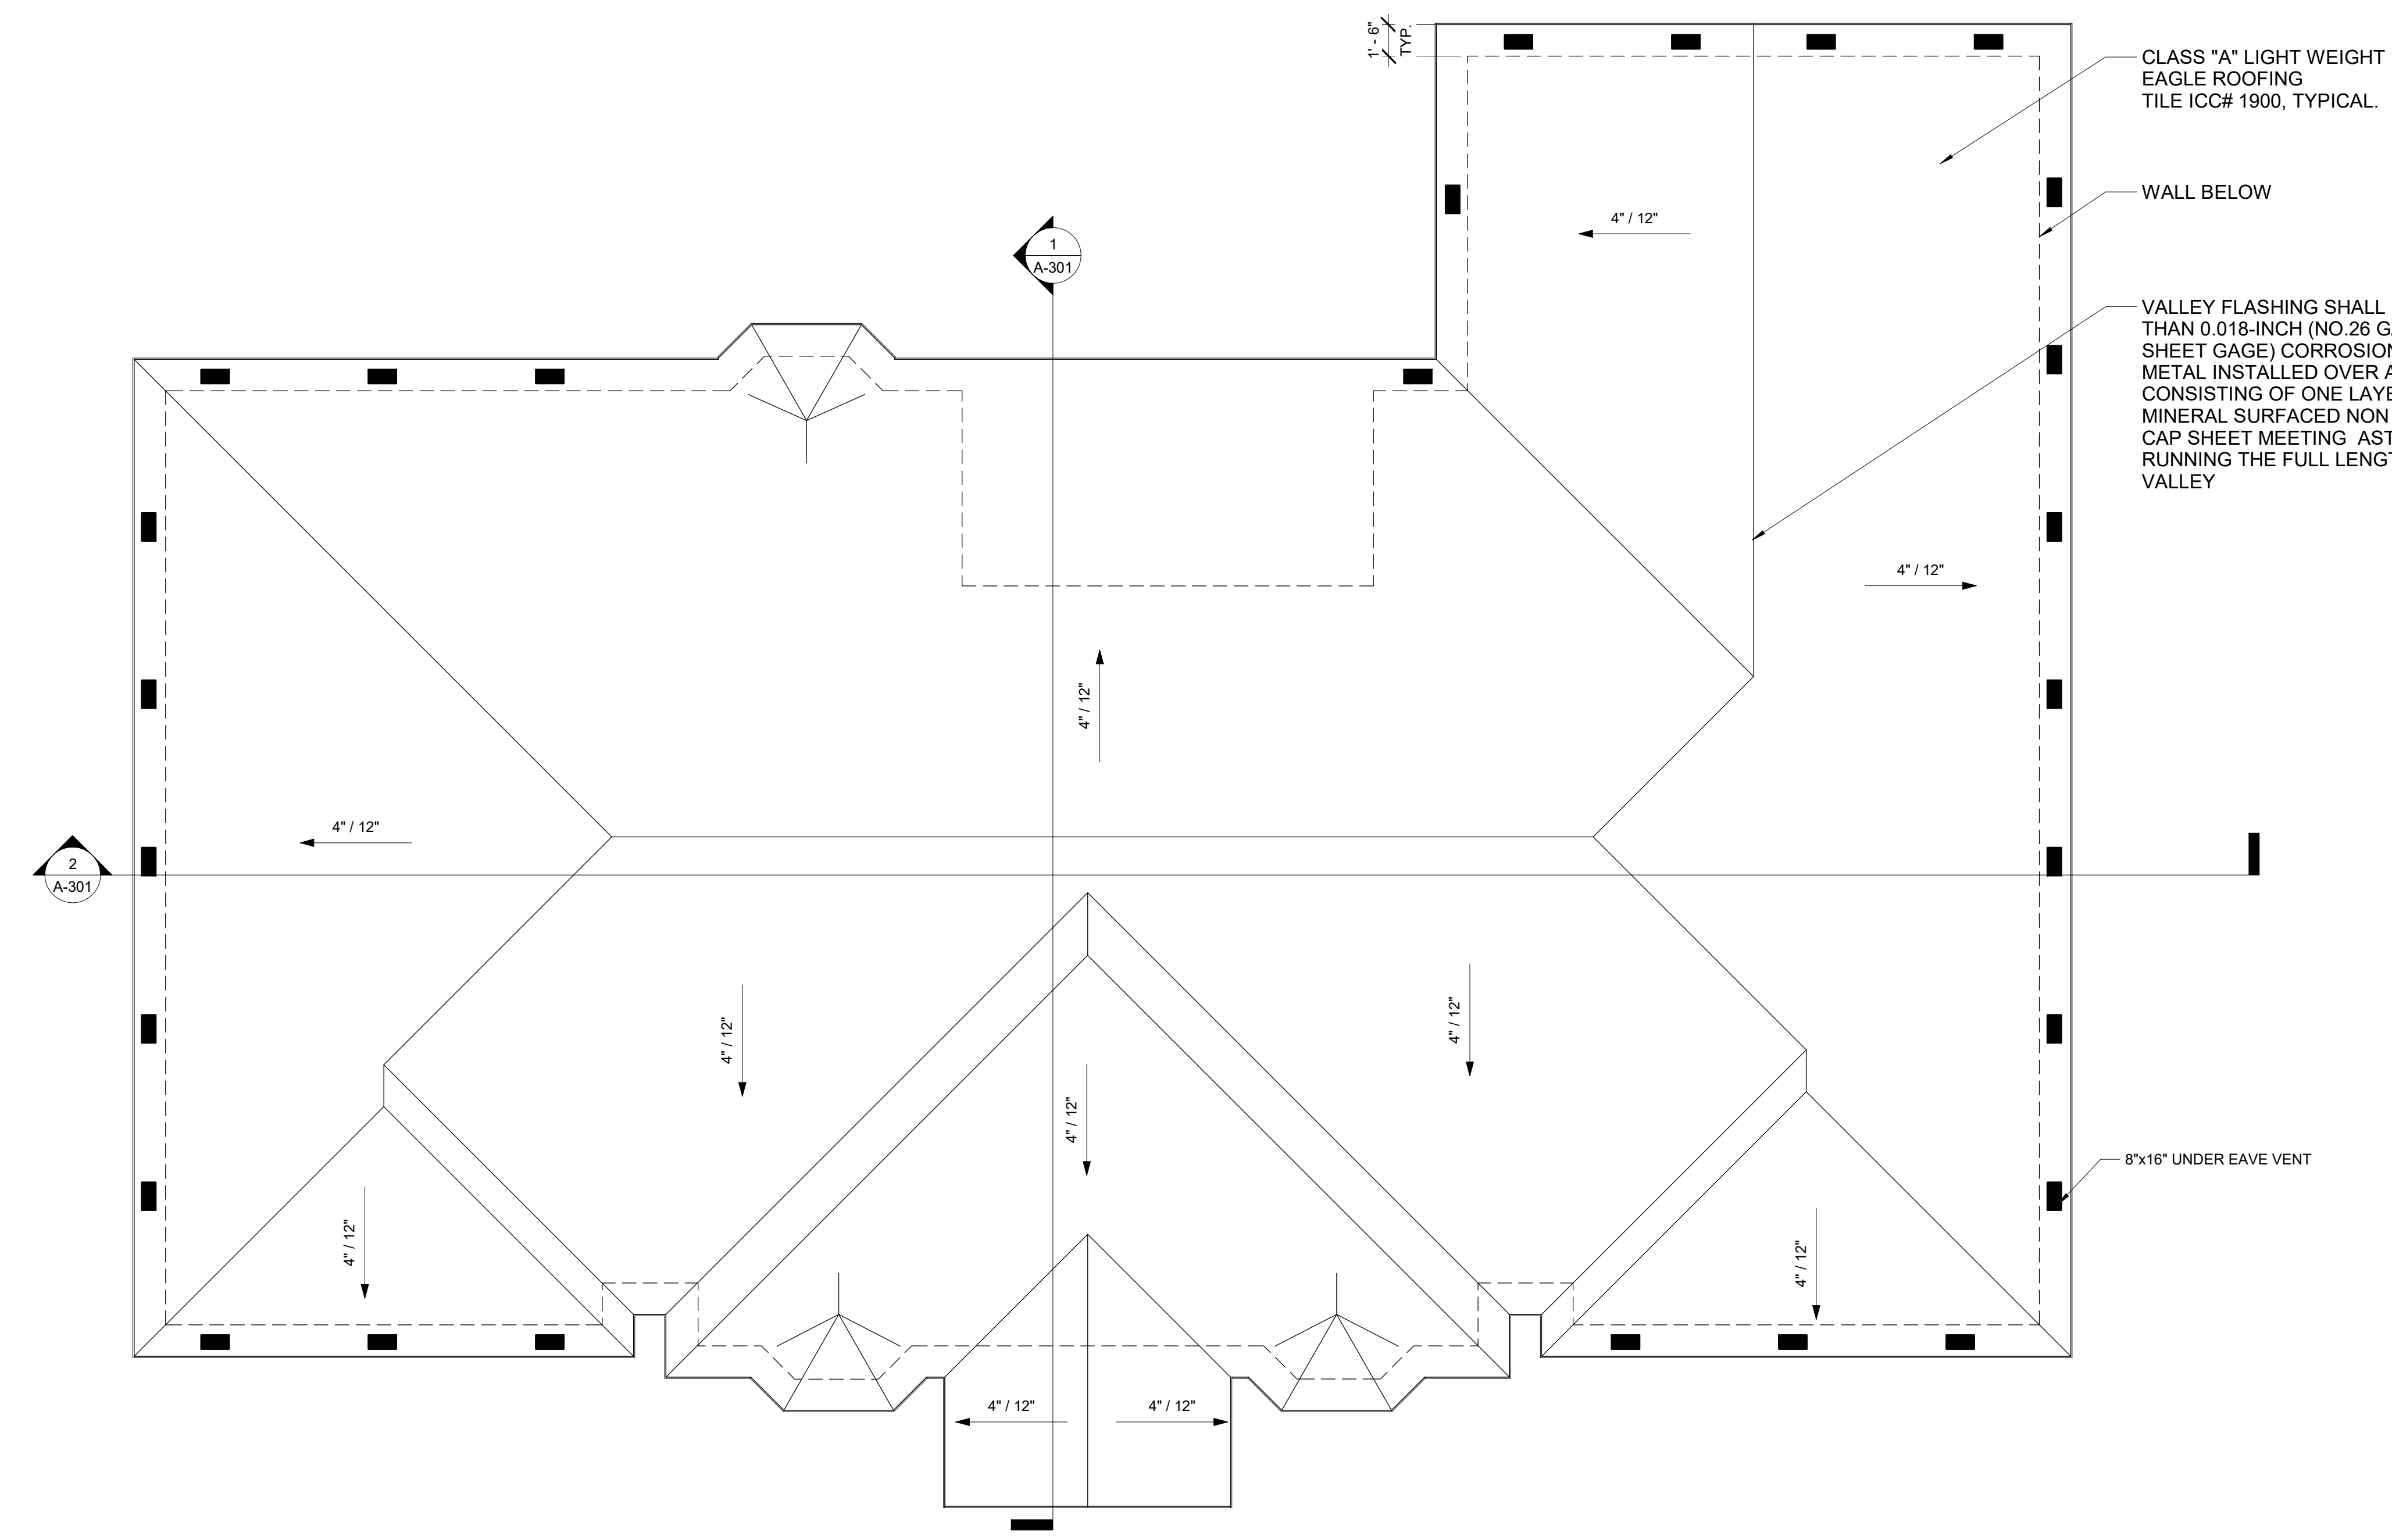 1' - 6"
TYP.
CLASS "A" LIGHT WEIGHT
EAGLE ROOFING
TILE ICC# 1900, TYPICAL.
WALL BELOW
4" / 12"
1
A-301
VALLEY FLASHING SHALL
THAN 0.018-INCH (NO.26
SHEET GAGE) CORROSION
METAL INSTALLED OVER
CONSISTING OF ONE
MINERAL SURFACED NON
CAP SHEET MEETING AST
RUNNING THE FULL
VALLEY
4" / 12"
4" / 12"
4" / 12"
2
A-301
4" / 12"
4" / 12"
4" / 12"
8"x16" UNDER EAVE VENT
4" / 12"
4" / 12"
4" / 12"
4" / 12"